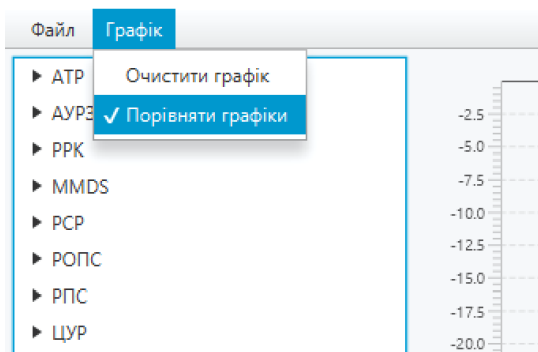 Файл Графік
АТР
АУРЗ
РРК
MMDS
РСР
РОПС
РПС
ЦУР
Очистити графік
Порівняти графіки
-2.5
-5.0
-7.5
-10.0
-12.5
-15.0
-17.5
-20.0